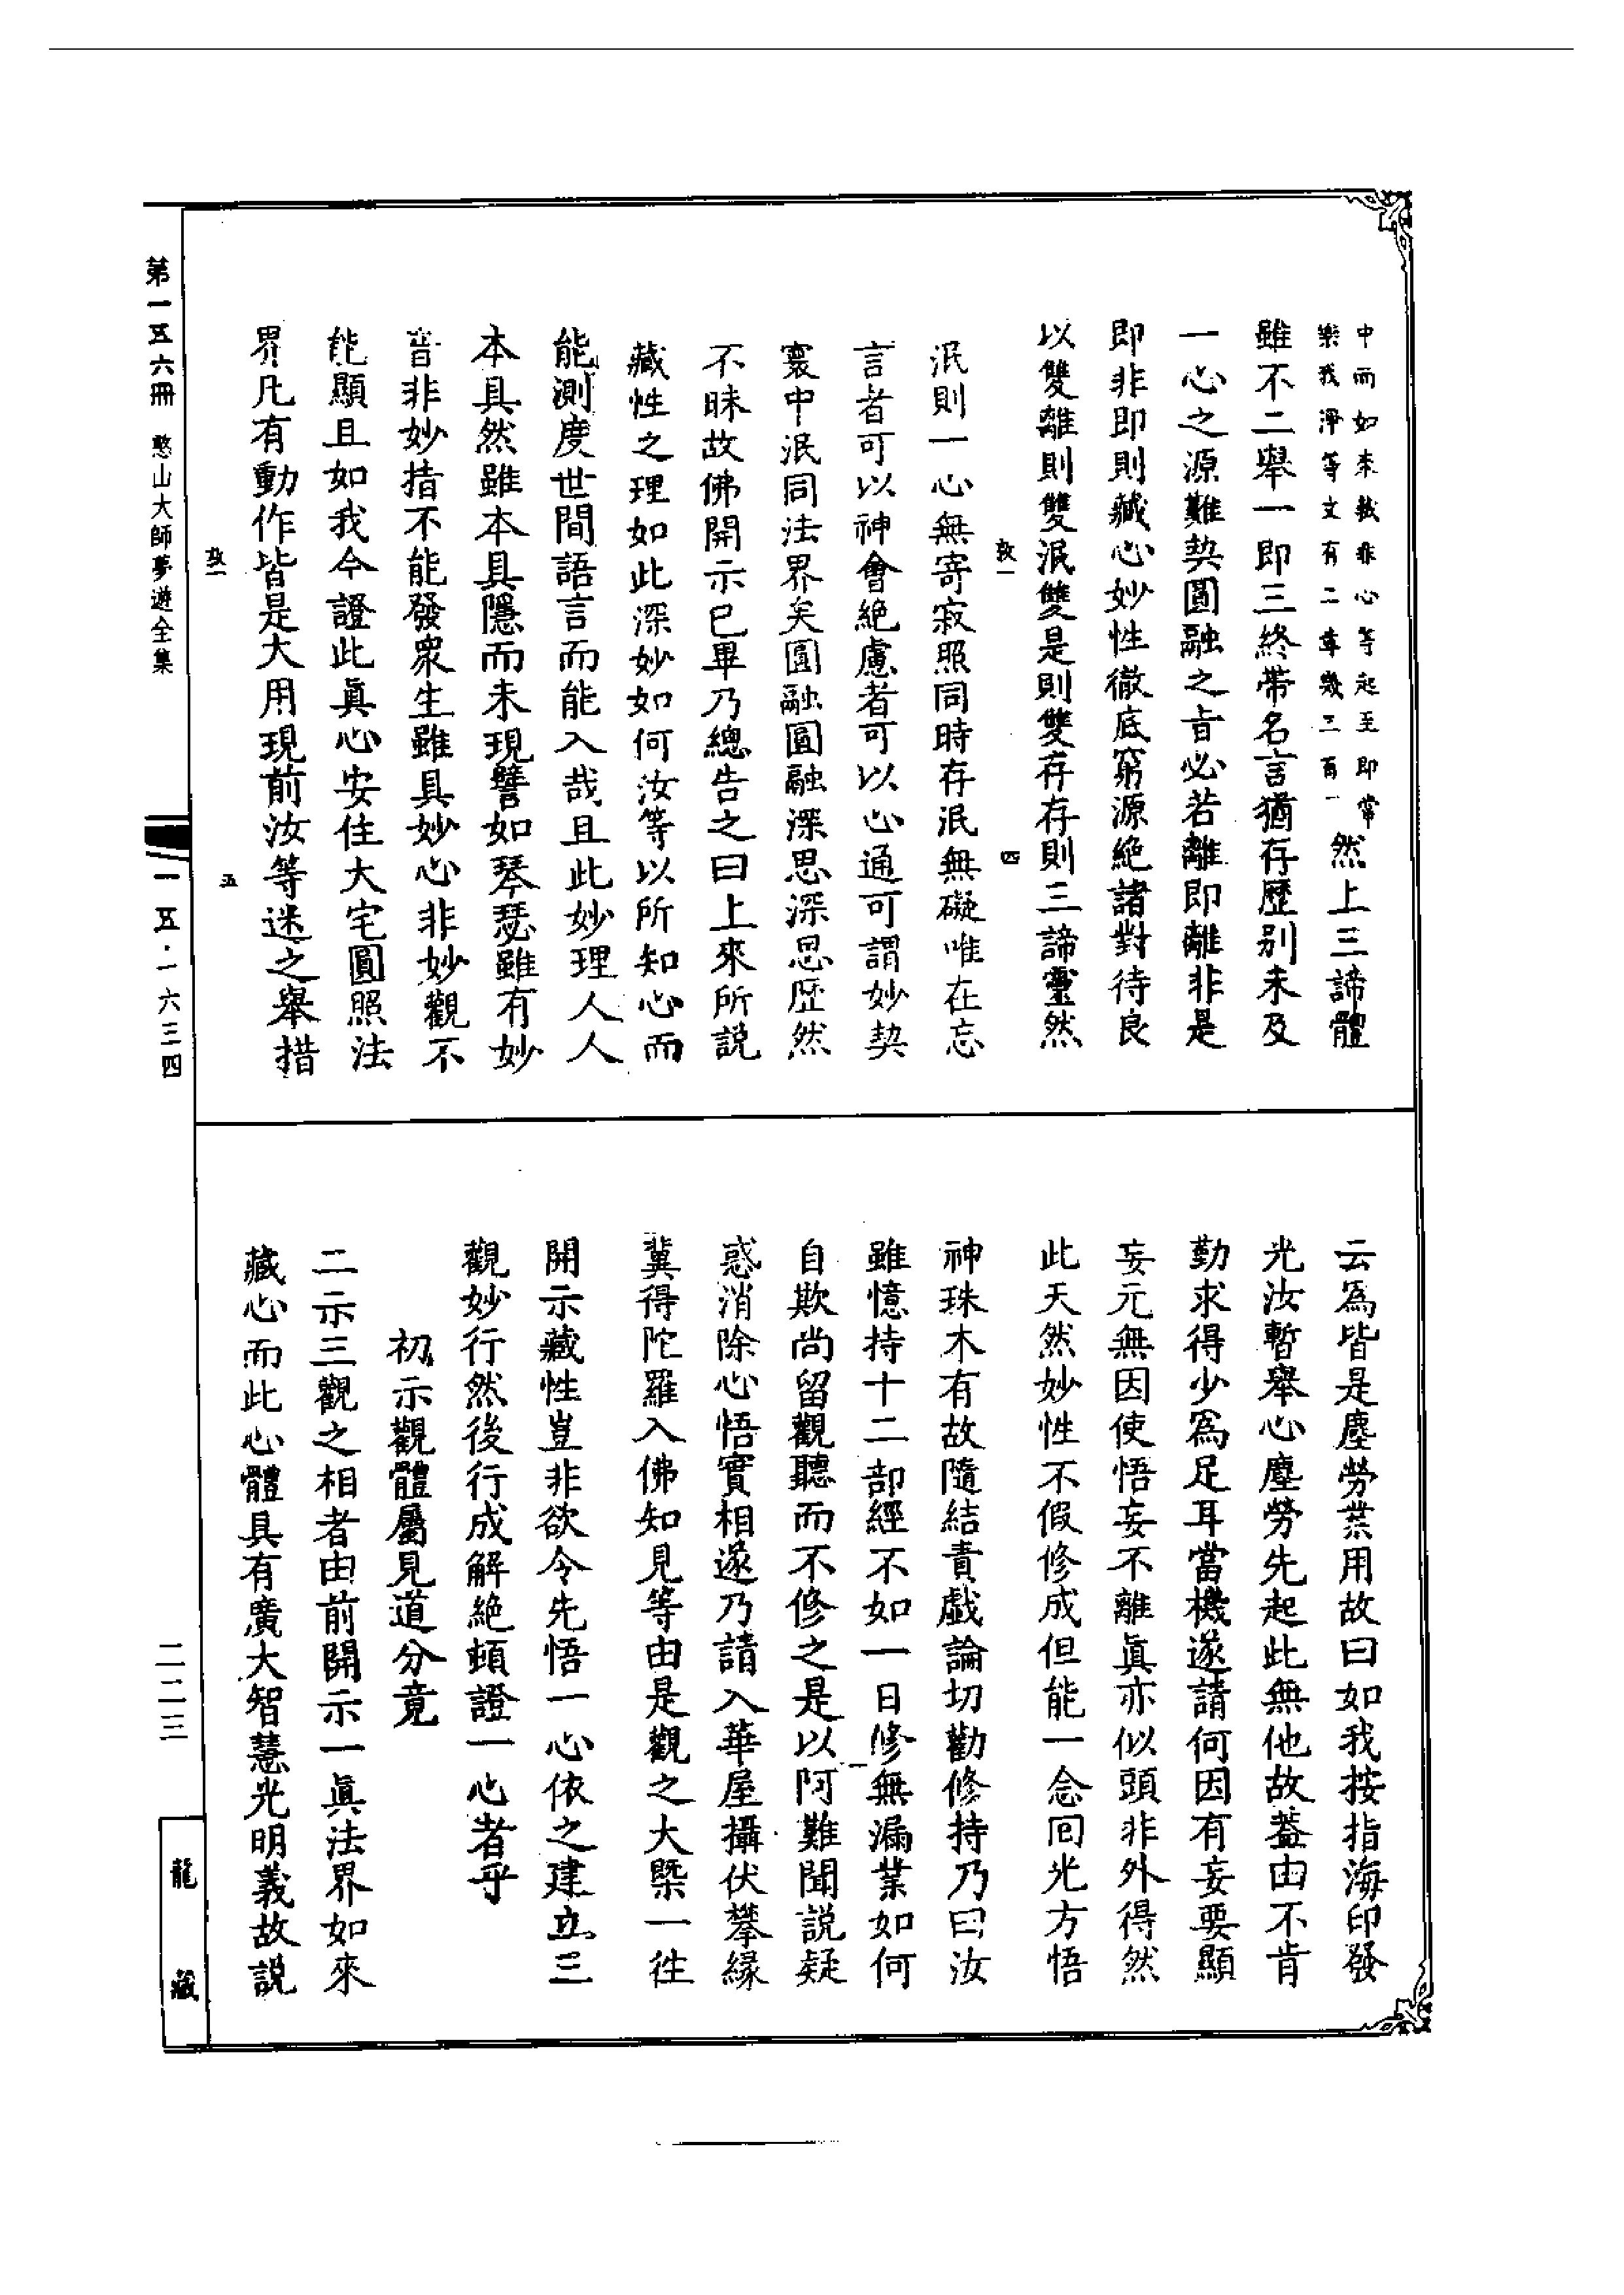 中而如來執非心等起至即常
樂我淨等文有二章幾三百一
然上三諦體
雖不二舉一即三終帶名言猶存歷别未及
一心之源難契圓融之旨必若離即離非是
即非即則藏心妙性徹底窮源絶諸對待良
以雙離則雙泯雙是則雙存存則三諦靈然
敦一
四
泯則一心無寄寂照同時存泯無礙唯在忘
言者可以神會絶慮者可以心通可謂妙契
寰中泯同法界矣圓融圓融深思深思歷然
不昧故佛開示已畢乃總告之曰上來所説
藏性之理如此深妙如何汝等以所知心而
能測度世間語言而能入哉且此妙理人人
本具然雖本具隱而未現譬如琴瑟雖有妙
音非妙措不能發衆生雖具妙心非妙觀不
能顯且如我今證此眞心安住大宅圓照法
界凡有動作皆是大用現前汝等迷之舉措
敦一
五
云爲皆是塵勞業用故曰如我按指海印發
光汝暫舉心塵勞先起此無他故葢由不肯
勤求得少爲足耳當機遂請何因有妄要顯
妄元無因使悟妄不離眞亦似頭非外得然
此天然妙性不假修成但能一念回光方悟
神珠木有故隨結責戲論切勸修持乃曰汝
雖憶持十二部經不如一日修無漏業如何
自欺尚留觀聽而不修之是以阿難聞説疑
惑消除心悟實相遂乃請入華屋攝伏攀緣
冀得陀羅入佛知見等由是觀之大槩一徃
開示藏性豈非欲令先悟一心依之建立三
觀妙行然後行成解絶頓證一心者乎
初示觀體屬見道分竟
二示三觀之相者由前開示一眞法界如來
藏心而此心體具有廣大智慧光明義故説
第一五六冊 憨山大師夢遊全集
一五·一六三四
二二三
龍藏